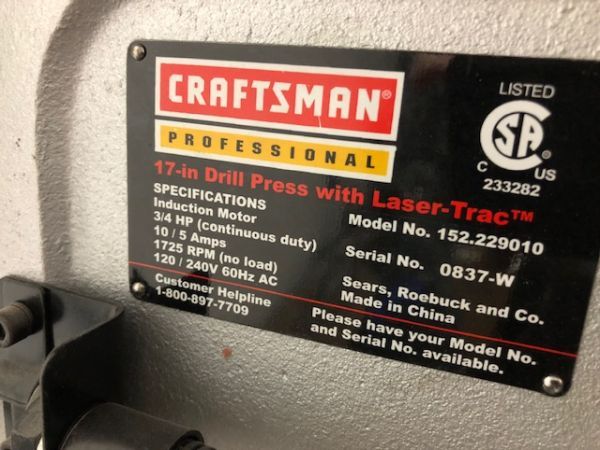 CRAFTSMAN®
PROFESSIONAL
LISTED
CSA
C US
233282
17-in Drill Press with Laser-Trac™
SPECIFICATIONS
Induction Motor
3/4 HP (continuous duty)
10 / 5 Amps
1725 RPM (no load)
120 / 240V 60Hz AC
Customer Helpline
1-800-897-7709
Model No. 152.229010
Serial No. 0837-W
Sears, Roebuck and Co.
Made in China
Please have your Model No.
and Serial No. available.